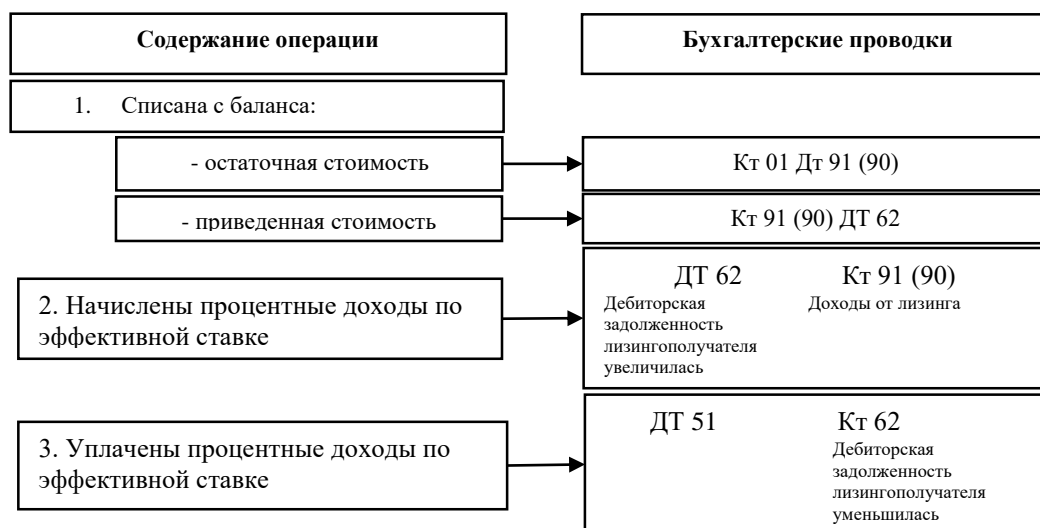 Содержание операции
Бухгалтерские проводки
1. Списана с баланса:
- остаточная стоимость
Кт 01 Дт 91 (90)
- приведенная стоимость
Кт 91 (90) ДТ 62
2. Начислены процентные доходы по
эффективной ставке
ДТ 62
Дебиторская
задолженность
лизингополучателя
увеличилась
Кт 91 (90)
Доходы от лизинга
3. Уплачены процентные доходы по
эффективной ставке
ДТ 51
Кт 62
Дебиторская
задолженность
лизингополучателя
уменьшилась